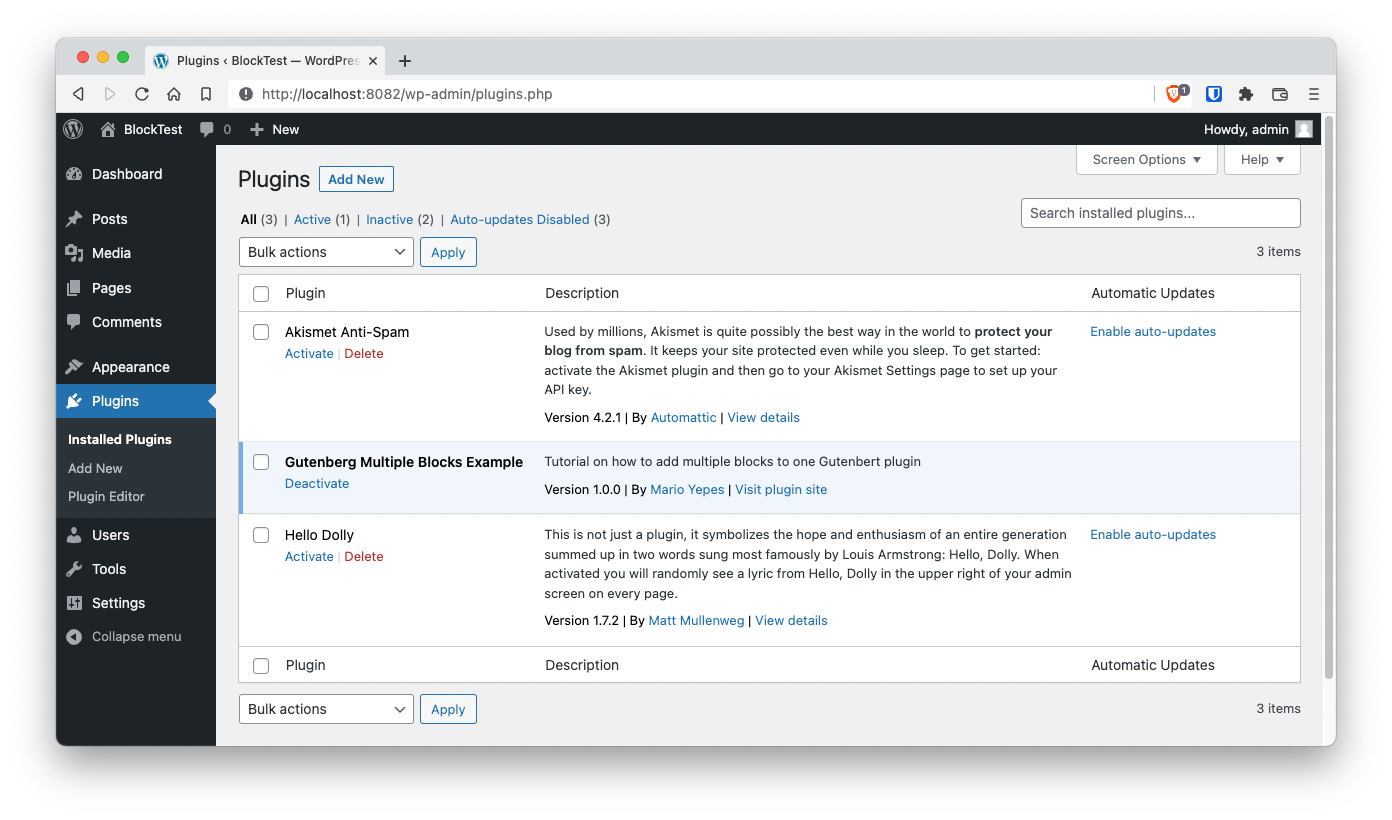 Plugins ‹ BlockTest — WordPres
http://localhost:8082/wp-admin/plugins.php
1
BlockTest
0
New
Howdy, admin
Dashboard
Posts
Media
Pages
Comments
Appearance
Plugins
Installed Plugins
Add New
Plugin Editor
Users
Tools
Settings
Collapse menu
Screen Options
Help
Plugins
Add New
All (3) | Active (1) | Inactive (2) | Auto-updates Disabled (3)
Search installed plugins...
Bulk actions
Apply
3 items
Plugin Description Automatic Updates
Akismet Anti-Spam
Activate | Delete
Used by millions, Akismet is quite possibly the best way in the world to protect your
blog from spam. It keeps your site protected even while you sleep. To get started:
activate the Akismet plugin and then go to your Akismet Settings page to set up your
API key.
Version 4.2.1 | By Automattic | View details
Enable auto-updates
Gutenberg Multiple Blocks Example
Deactivate
Tutorial on how to add multiple blocks to one Gutenbert plugin
Version 1.0.0 | By Mario Yepes | Visit plugin site
Hello Dolly
Activate | Delete
This is not just a plugin, it symbolizes the hope and enthusiasm of an entire generation
summed up in two words sung most famously by Louis Armstrong: Hello, Dolly. When
activated you will randomly see a lyric from Hello, Dolly in the upper right of your admin
screen on every page.
Version 1.7.2 | By Matt Mullenweg | View details
Enable auto-updates
Plugin Description Automatic Updates
Bulk actions
Apply
3 items